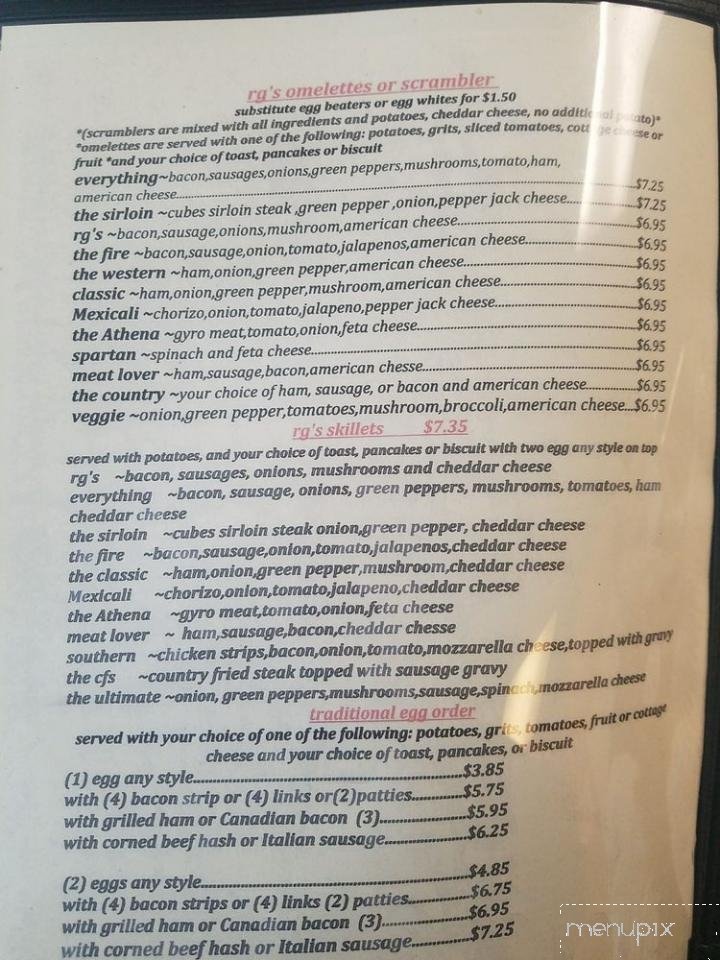 rg's omelettes or scrambler
substitute egg beaters or egg whites for $1.50
*(scramblers are mixed with all ingredients and potatoes, cheddar cheese, no additional potato)*
*omelettes are served with one of the following: potatoes, grits, sliced tomatoes, cottage cheese or
fruit *and your choice of toast, pancakes or biscuit
everything~bacon,sausages,onions,green peppers,mushrooms,tomato,ham,
american cheese....................$7.25
the sirloin ~cubes sirloin steak ,green pepper ,onion,pepper jack cheese....................$7.25
rg's ~bacon,sausage,onions,mushroom,american cheese....................$6.95
the fire ~bacon,sausage,onion,tomato,jalapenos,american cheese....................$6.95
the western ~ham,onion,green pepper,american cheese....................$6.95
classic ~ham,onion,green pepper,mushroom,american cheese....................$6.95
Mexicali ~chorizo,onion,tomato,jalapeno,pepper jack cheese....................$6.95
the Athena ~gyro meat,tomato,onion,feta cheese....................$6.95
spartan ~spinach and feta cheese....................$6.95
meat lover ~ham,sausage,bacon,american chesse....................$6.95
the country ~your choice of ham, sausage, or bacon and american cheese.............$6.95
veggie ~onion,green pepper,tomatoes,mushroom,broccoli,american cheese...$6.95
rg's skillets $7.35
served with potatoes, and your choice of toast, pancakes or biscuit with two egg any style on top
rg's ~bacon, sausages, onions, mushrooms and cheddar cheese
everything ~bacon, sausage, onions, green peppers, mushrooms, tomatoes, ham
cheddar cheese
the sirloin ~cubes sirloin steak onion,green pepper, cheddar cheese
the fire ~bacon,sausage,onion,tomato,jalapenos,cheddar cheese
the classic ~ham,onion,green pepper,mushroom,cheddar cheese
Mexicali ~chorizo,onion,tomato,jalapeno,cheddar cheese
the Athena ~gyro meat,tomato,onion,feta cheese
meat lover ~ ham,sausage,bacon,cheddar chesse
southern ~chicken strips,bacon,onion,tomato,mozzarella cheese,topped with gravy
the cfs ~country fried steak topped with sausage gravy
the ultimate ~onion, green peppers,mushrooms,sausage,spinach,mozzarella cheese
traditional egg order
served with your choice of one of the following: potatoes, grits, tomatoes, fruit or cottage
cheese and your choice of toast, pancakes, or biscuit
(1) egg any style....................$3.85
with (4) bacon strip or (4) links or(2)patties.............$5.75
with grilled ham or Canadian bacon (3)....................$5.95
with corned beef hash or Italian sausage....................$6.25
(2) eggs any style....................$4.85
with (4) bacon strips or (4) links (2) patties..............$6.75
with grilled ham or Canadian bacon (3)....................$6.95
with corned beef hash or Italian sausage..............$7.25
menupix